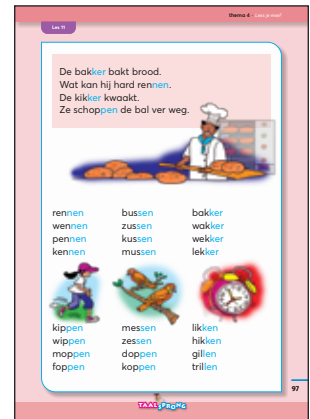 thema 4 - Lees je mee?
Les 11
De bakker bakt brood.
Wat kan hij hard rennen.
De kikker kwaakt.
Ze schoppen de bal ver weg.
rennen bussen bakker
wennen zussen wakker
pennen kussen wekker
kennen mussen lekker
kippen messen likken
wippen zessen hikken
moppen doppen gillen
foppen koppen trillen
97
TAALSPRONG